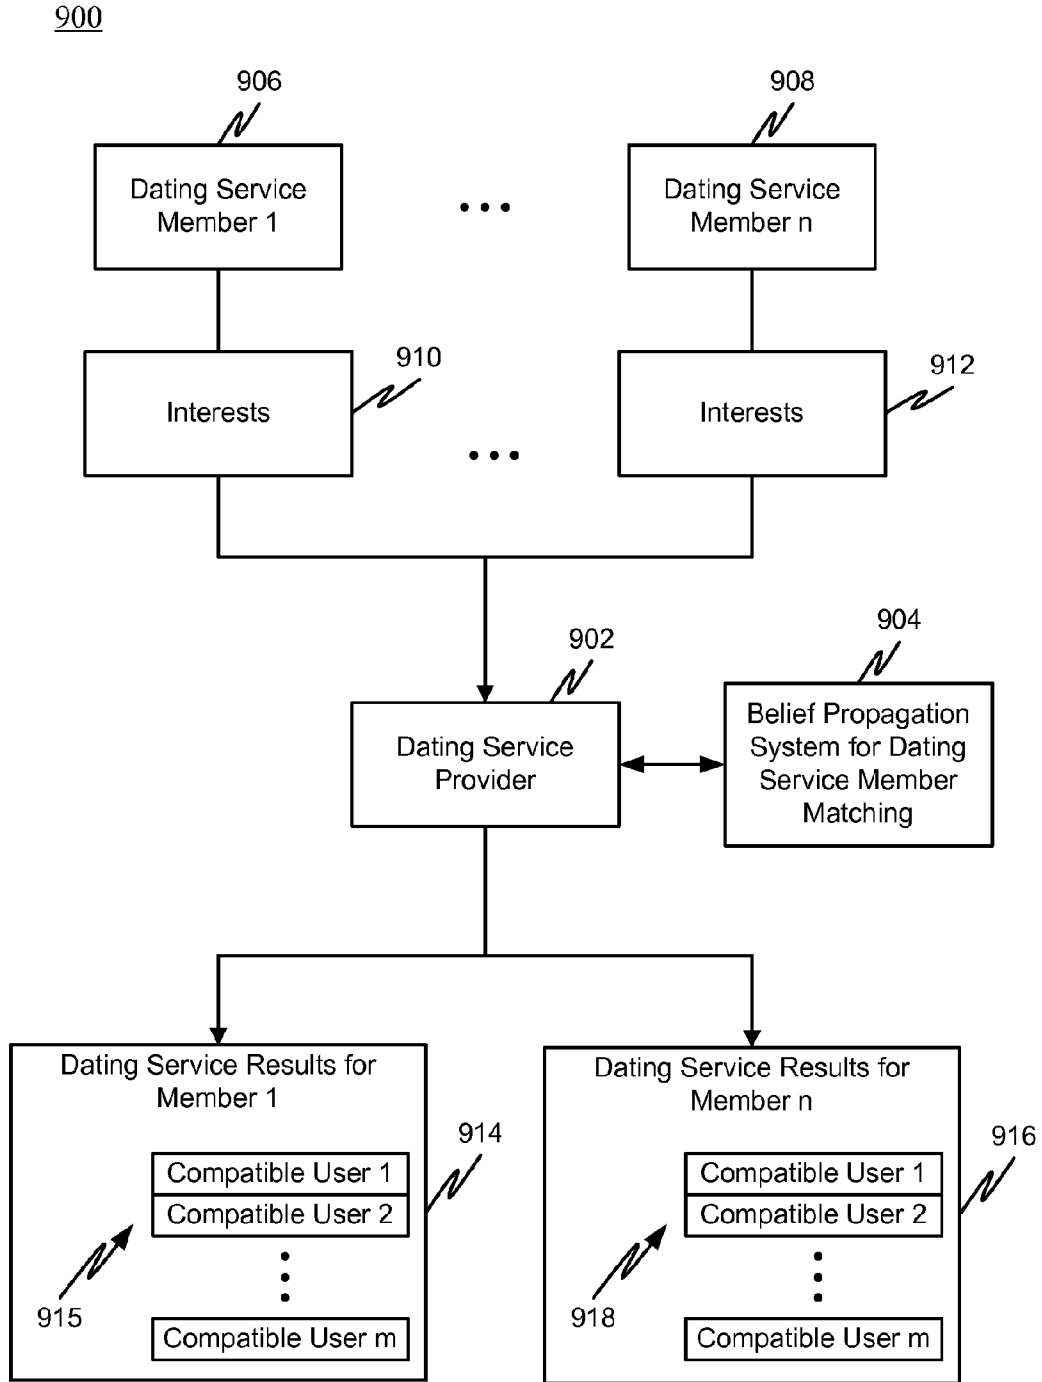 900
906
908
Dating Service
Member 1
Dating Service
Member n
910
912
Interests
Interests
902
904
Dating Service
Provider
Belief Propagation
System for Dating
Service Member
Matching
Dating Service Results for
Member 1
Dating Service Results for
Member n
914
916
Compatible User 1
Compatible User 2
Compatible User m
915
Compatible User 1
Compatible User 2
Compatible User m
918